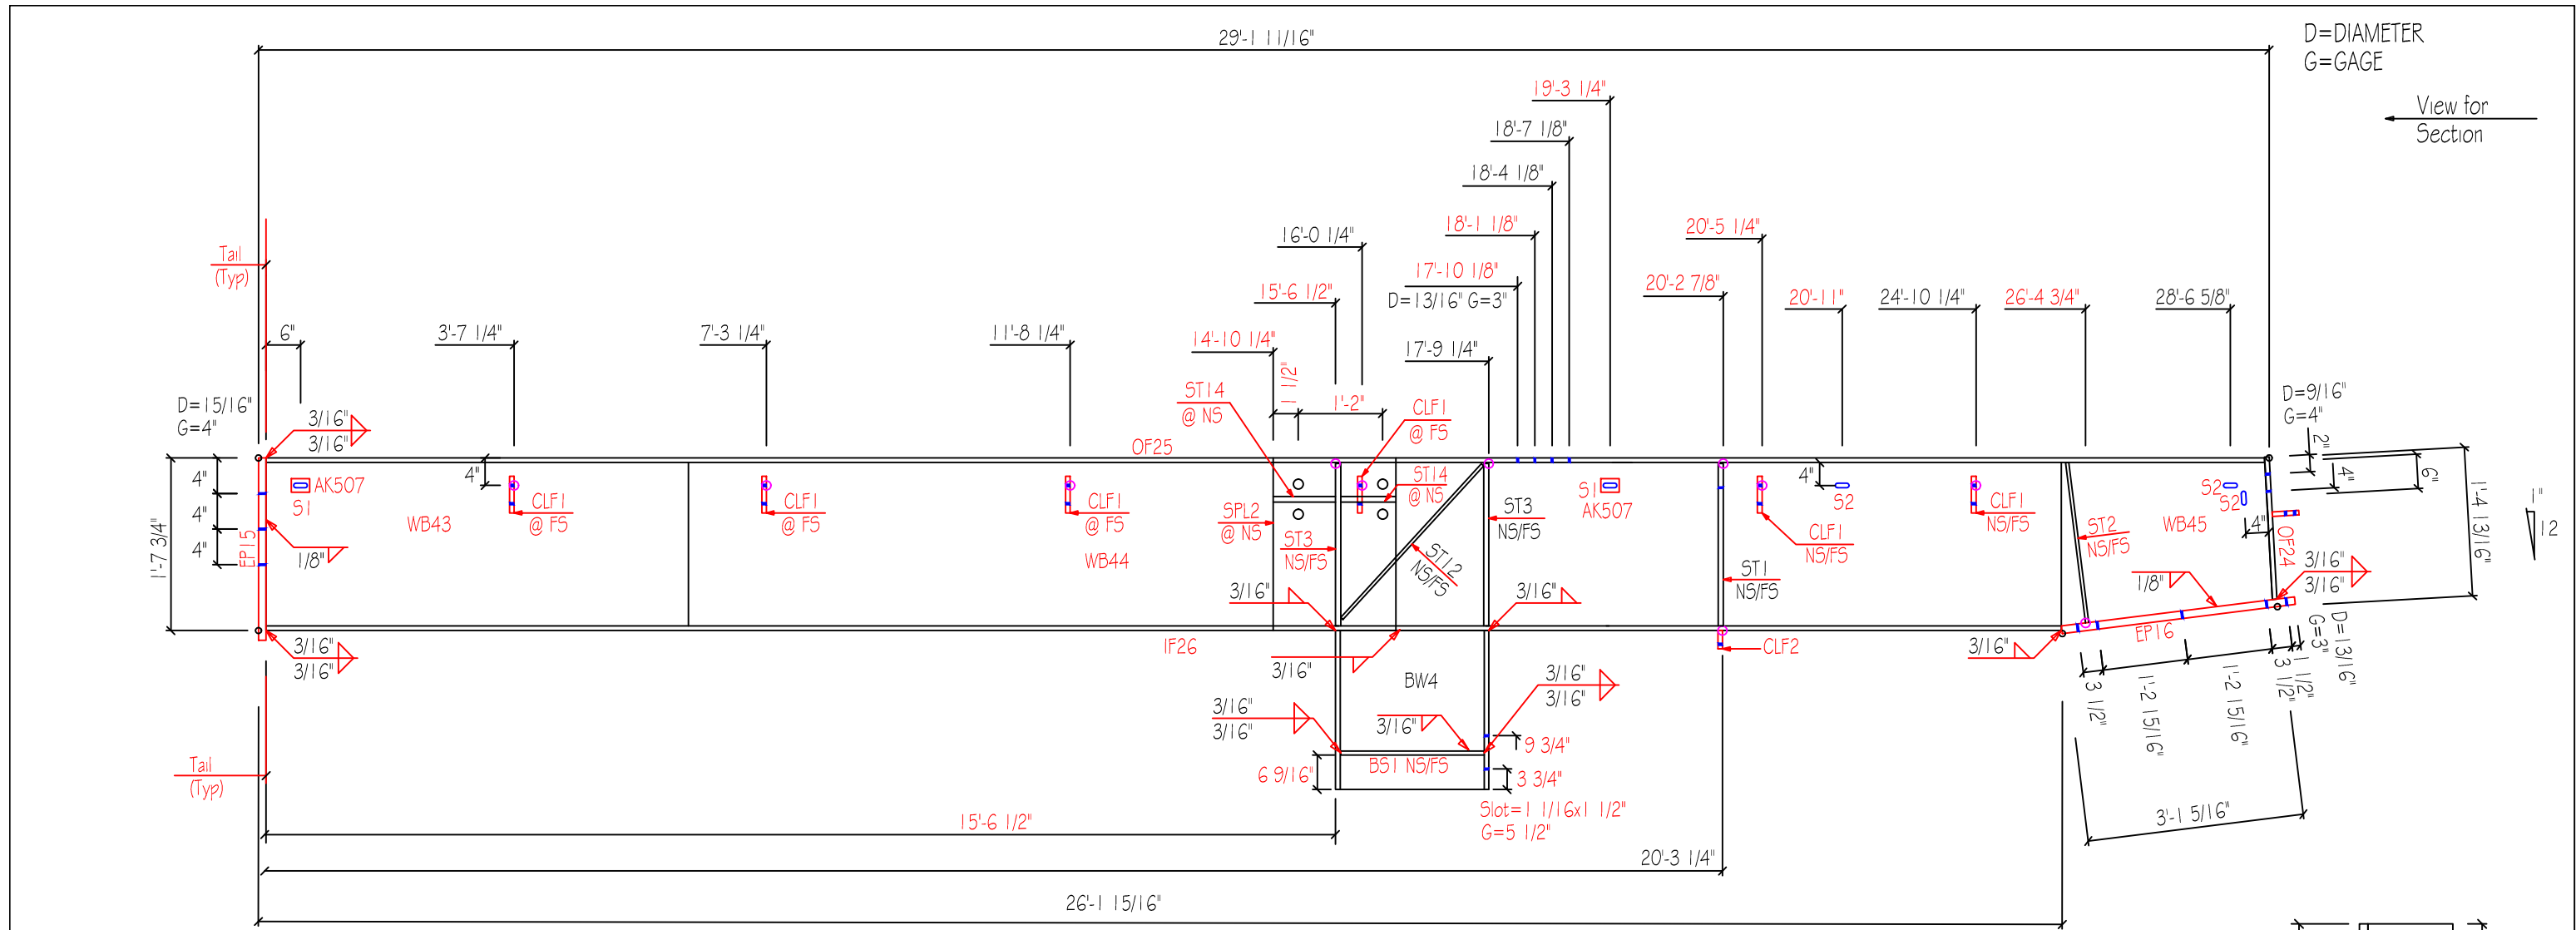 29'-1 11/16"
D=DIAMETER
G=GAGE
View for
Section
19'-3 1/4"
18'-7 1/8"
18'-4 1/8"
18'-1 1/8"
16'-0 1/4"
17'-10 1/8"
D=13/16" G=3"
20'-5 1/4"
Tail
(Typ)
15'-6 1/2"
20'-2 7/8"
20'-11"
24'-10 1/4"
26'-4 3/4"
28'-6 5/8"
6"
3'-7 1/4"
7'-3 1/4"
11'-8 1/4"
14'-10 1/4"
17'-9 1/4"
1 1/2"
1'-2"
ST14
@ NS
CLF1
@ FS
D=15/16"
G=4"
3/16"
3/16"
D=9/16"
G=4"
2"
4"
6"
1'-4 13/16"
1"
12
OF25
4"
4"
4"
1'-7 3/4"
EP15
AK507
S1
WB43
4"
CLF1
@ FS
CLF1
@ FS
CLF1
@ FS
WB44
1/8"
SPL2
@ NS
ST3
NS/FS
ST14
@ NS
ST12
NS/FS
ST3
NS/FS
S1
AK507
4"
S2
CLF1
NS/FS
CLF1
NS/FS
ST1
NS/FS
ST2
NS/FS
WB45
S2
S2
4"
OF24
1/8"
3/16"
3/16"
3/16"
3/16"
3/16"
3/16"
IF26
3/16"
BW4
CLF2
3/16"
EP16
D=13/16"
G=3"
3 1/2"
1'-2 15/16"
1'-2 15/16"
3 1/2"
1 1/2"
3'-1 5/16"
3/16"
3/16"
3/16"
3/16"
3/16"
9 3/4"
BS1 NS/FS
6 9/16"
3 3/4"
Slot=1 1/16x1 1/2"
G=5 1/2"
Tail
(Typ)
15'-6 1/2"
20'-3 1/4"
26'-1 15/16"